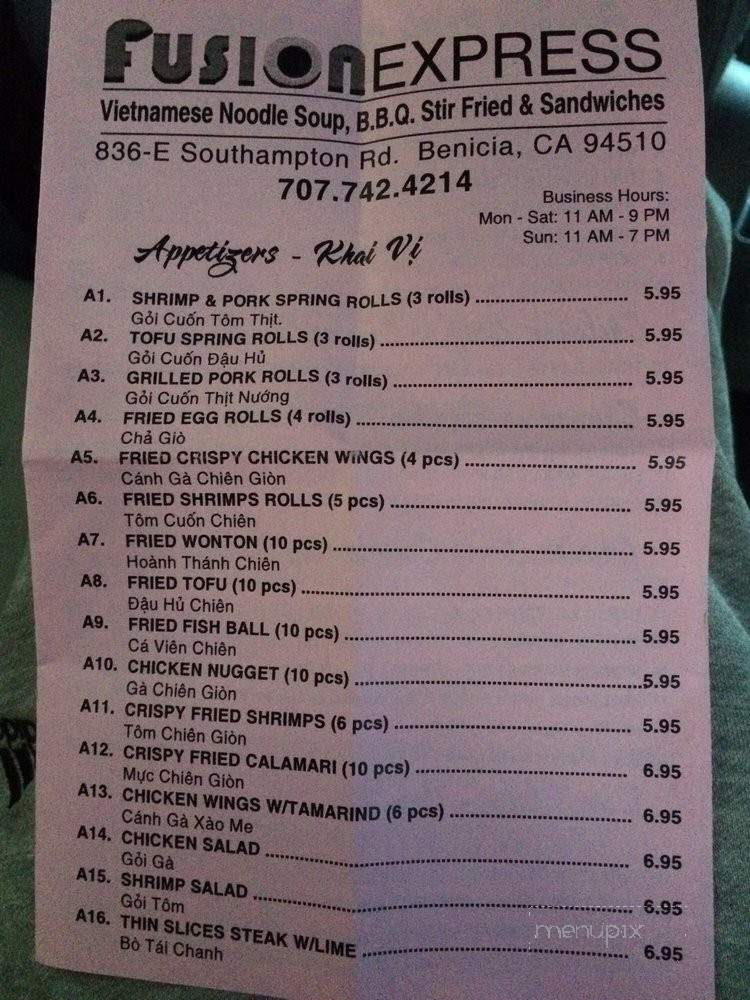 FUSION EXPRESS
Vietnamese Noodle Soup, B.B.Q. Stir Fried & Sandwiches
836-E Southampton Rd. Benicia, CA 94510
707.742.4214
Business Hours:
Mon - Sat: 11 AM - 9 PM
Sun: 11 AM - 7 PM
Appetizers - Khai Vị
A1. SHRIMP & PORK SPRING ROLLS (3 rolls) 5.95
Gỏi Cuốn Tôm Thịt.
A2. TOFU SPRING ROLLS (3 rolls) 5.95
Gỏi Cuốn Đậu Hủ
A3. GRILLED PORK ROLLS (3 rolls) 5.95
Gỏi Cuốn Thịt Nướng
A4. FRIED EGG ROLLS (4 rolls) 5.95
Chả Giò
A5. FRIED CRISPY CHICKEN WINGS (4 pcs) 5.95
Cánh Gà Chiên Giòn
A6. FRIED SHRIMPS ROLLS (5 pcs) 5.95
Tôm Cuốn Chiên
A7. FRIED WONTON (10 pcs) 5.95
Hoành Thánh Chiên
A8. FRIED TOFU (10 pcs) 5.95
Đậu Hủ Chiên
A9. FRIED FISH BALL (10 pcs) 5.95
Cá Viên Chiên
A10. CHICKEN NUGGET (10 pcs) 5.95
Gà Chiên Giòn
A11. CRISPY FRIED SHRIMPS (6 pcs) 5.95
Tôm Chiên Giòn
A12. CRISPY FRIED CALAMARI (10 pcs) 6.95
Mực Chiên Giòn
A13. CHICKEN WINGS W/TAMARIND (6 pcs) 6.95
Cánh Gà Xào Me
A14. CHICKEN SALAD 6.95
Gỏi Gà
A15. SHRIMP SALAD 6.95
Gỏi Tôm
A16. THIN SLICES STEAK W/LIME 6.95
Bò Tái Chanh
menupix